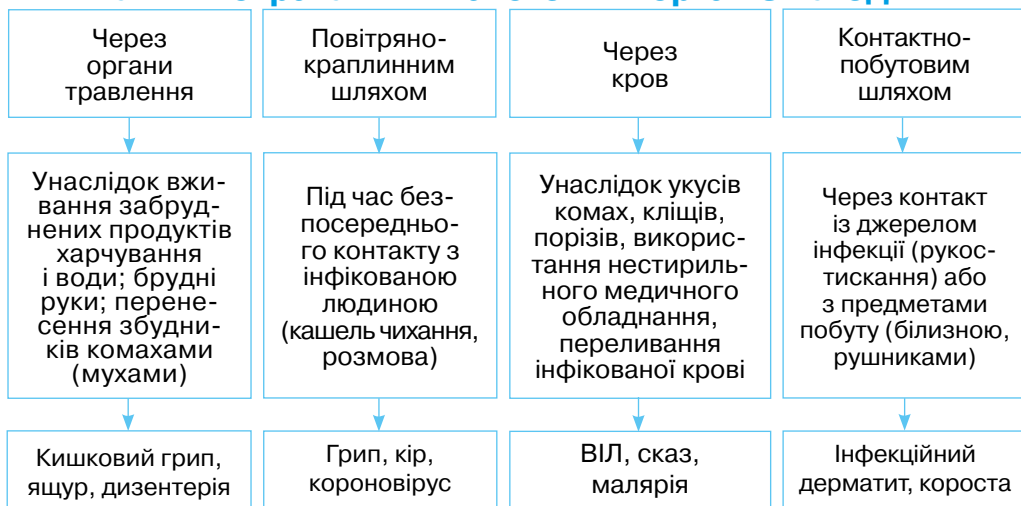 Через
органи
травлення
Повітряно-
краплинним
шляхом
Через
кров
Контактно-
побутовим
шляхом
Унаслідок вжи-
вання забруд-
нених продуктів
харчування
і води; брудні
руки; перене-
сення збудни-
ків комахами
(мухами)
Під час без-
посередньо-
го контакту з
інфікованою
людиною
(кашель чихання,
розмова)
Унаслідок укусів
комах, кліщів,
порізів, викорис-
тання нестириль-
ного медичного
обладнання,
переливання
інфікованої крові
Через контакт
із джерелом
інфекції (рукос-
тискання) або
з предметами
побуту (білизною,
рушниками)
Кишковий грип,
ящур, дизентерія
Грип, кір,
короновірус
ВІЛ, сказ,
малярія
Інфекційний
дерматит, короста